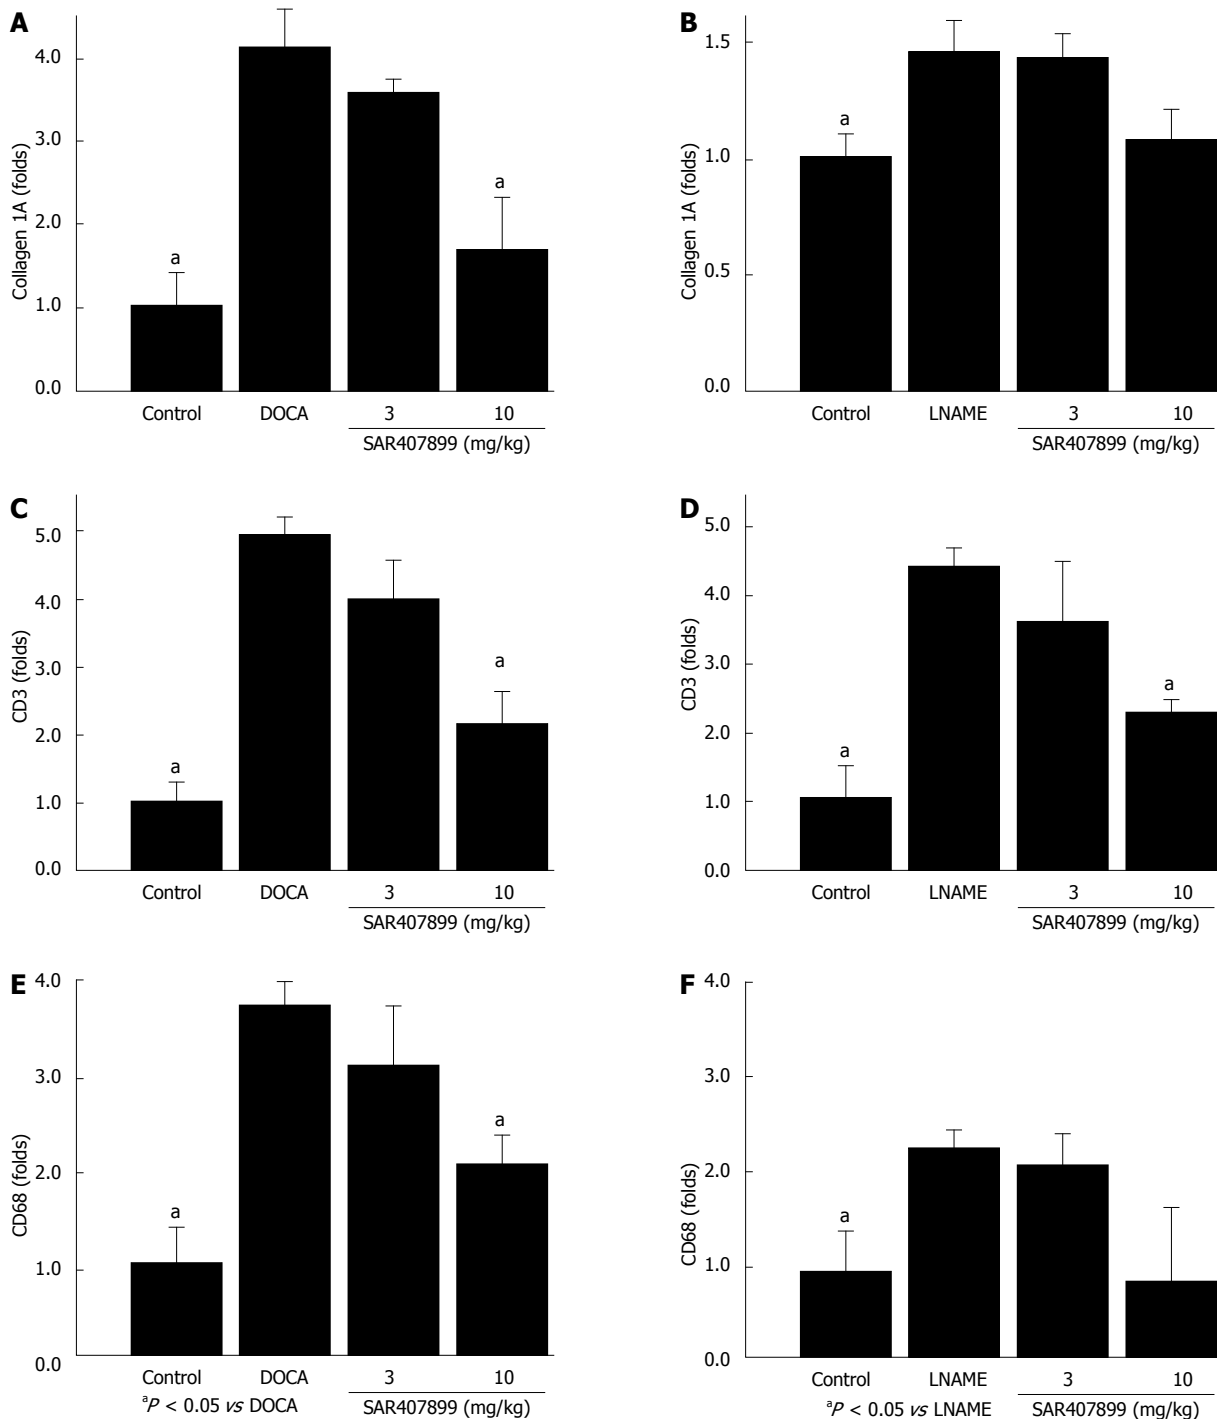 A
Collagen 1A (folds)
4.0
3.0
2.0
1.0
0.0
a
a
Control DOCA 3 10
SAR407899 (mg/kg)
B
Collagen 1A (folds)
1.5
1.0
0.5
0.0
a
Control LNAME 3 10
SAR407899 (mg/kg)
C
CD3 (folds)
5.0
4.0
3.0
2.0
1.0
0.0
a
a
Control DOCA 3 10
SAR407899 (mg/kg)
D
CD3 (folds)
5.0
4.0
3.0
2.0
1.0
0.0
a
a
Control LNAME 3 10
SAR407899 (mg/kg)
E
CD68 (folds)
4.0
3.0
2.0
1.0
0.0
a
a
Control DOCA 3 10
SAR407899 (mg/kg)
aP < 0.05 vs DOCA
F
CD68 (folds)
4.0
3.0
2.0
1.0
0.0
a
Control LNAME 3 10
SAR407899 (mg/kg)
aP < 0.05 vs LNAME